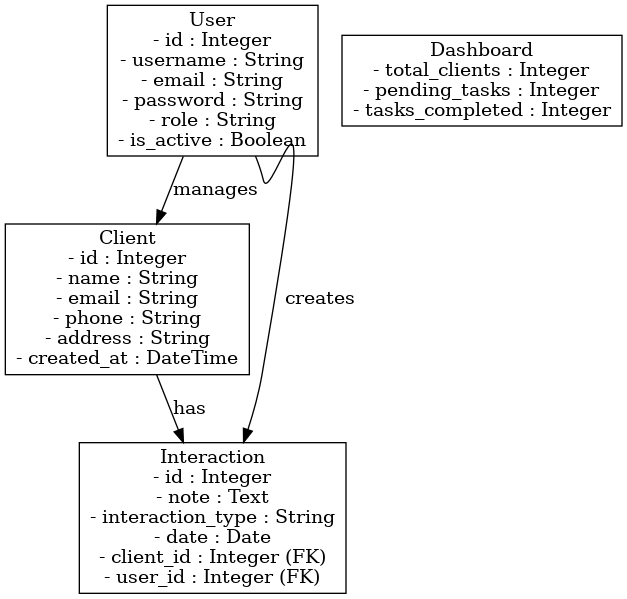 User
- id : Integer
- username : String
- email : String
- password : String
- role : String
- is_active : Boolean
Dashboard
- total_clients : Integer
- pending_tasks : Integer
- tasks_completed : Integer
manages
Client
- id : Integer
- name : String
- email : String
- phone : String
- address : String
- created_at : DateTime
creates
has
Interaction
- id : Integer
- note : Text
- interaction_type : String
- date : Date
- client_id : Integer (FK)
- user_id : Integer (FK)